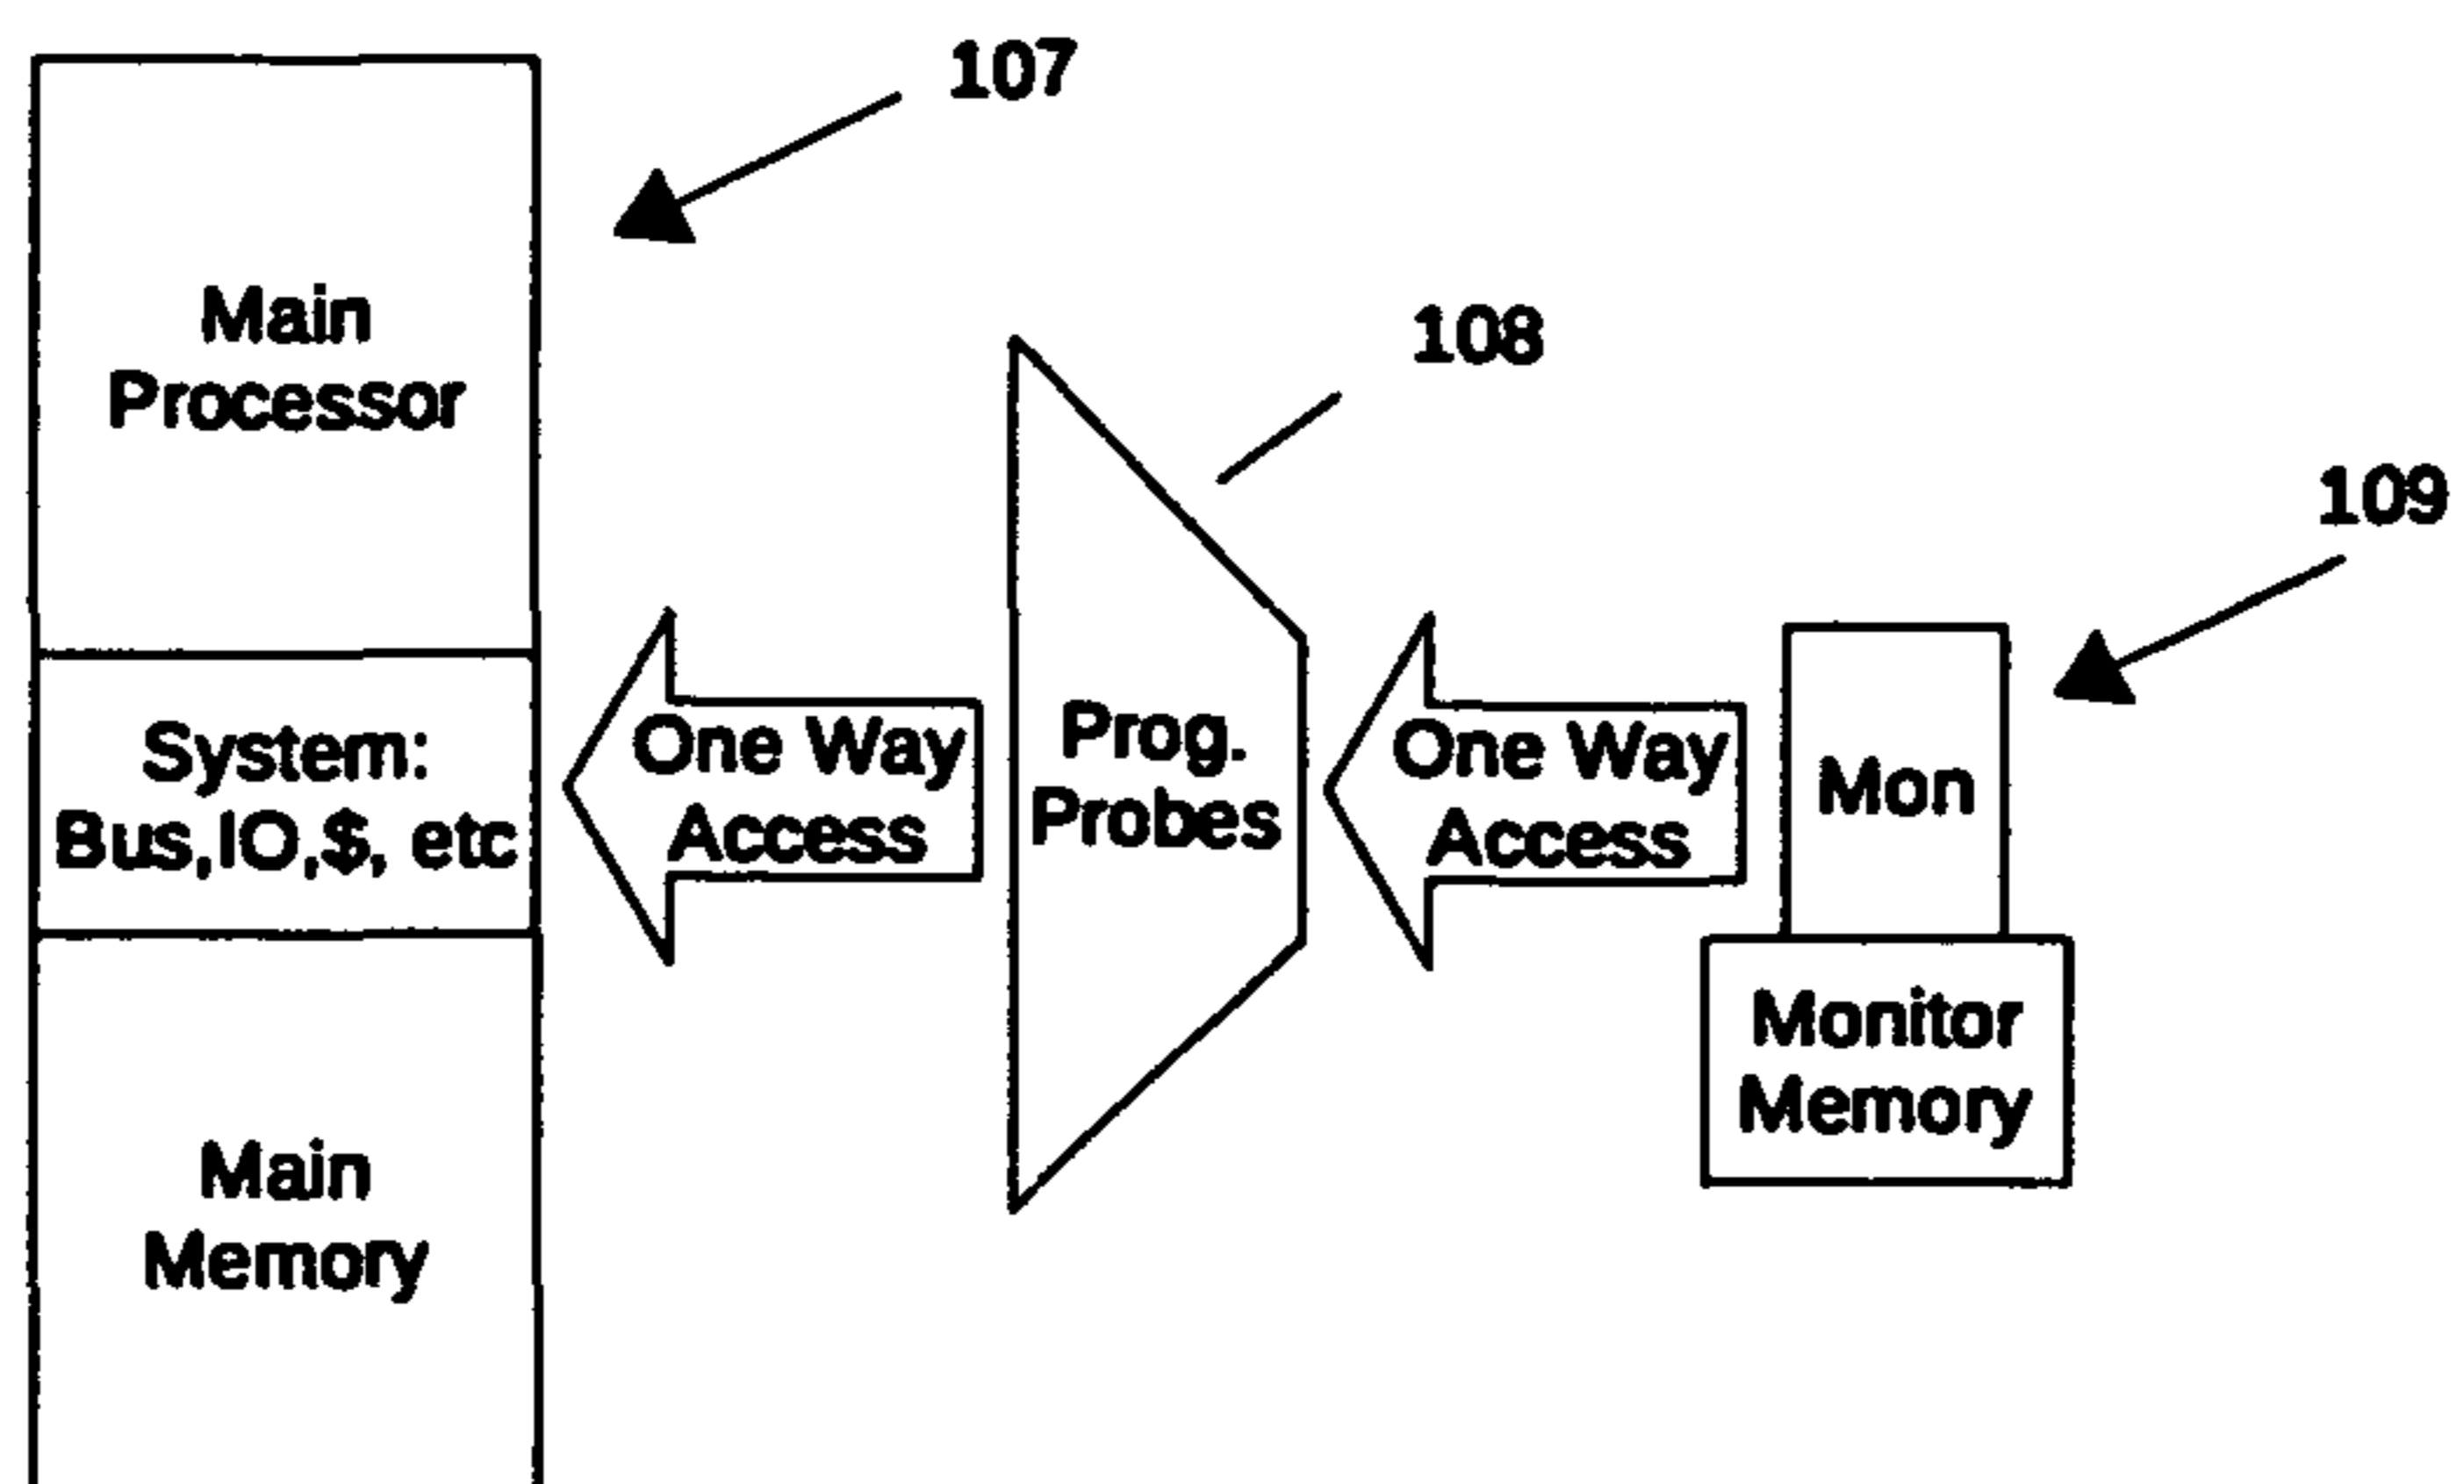 107
Main
Processor
108
109
System:
Bus,IO,$, etc
One Way
Access
Prog.
Probes
One Way
Access
Mon
Monitor
Memory
Main
Memory